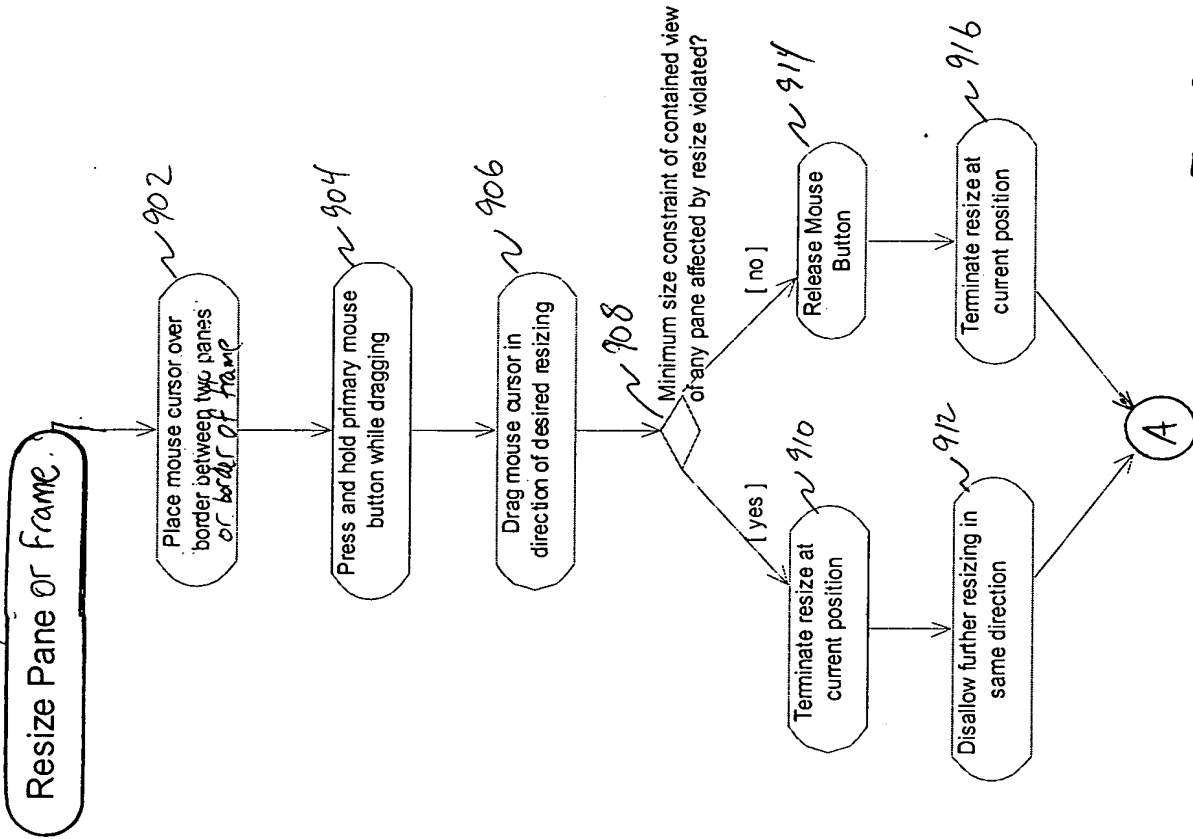 Resize Pane or Frame.
Place mouse cursor over
border between two panes
or border of frame
902
Press and hold primary mouse
button while dragging
904
Drag mouse cursor in
direction of desired resizing
906
908
Minimum size constraint of contained view
of any pane affected by resize violated?
[ yes ]
[ no ]
Terminate resize at
current position
910
Disallow further resizing in
same direction
912
Release Mouse
Button
914
Terminate resize at
current position
916
A